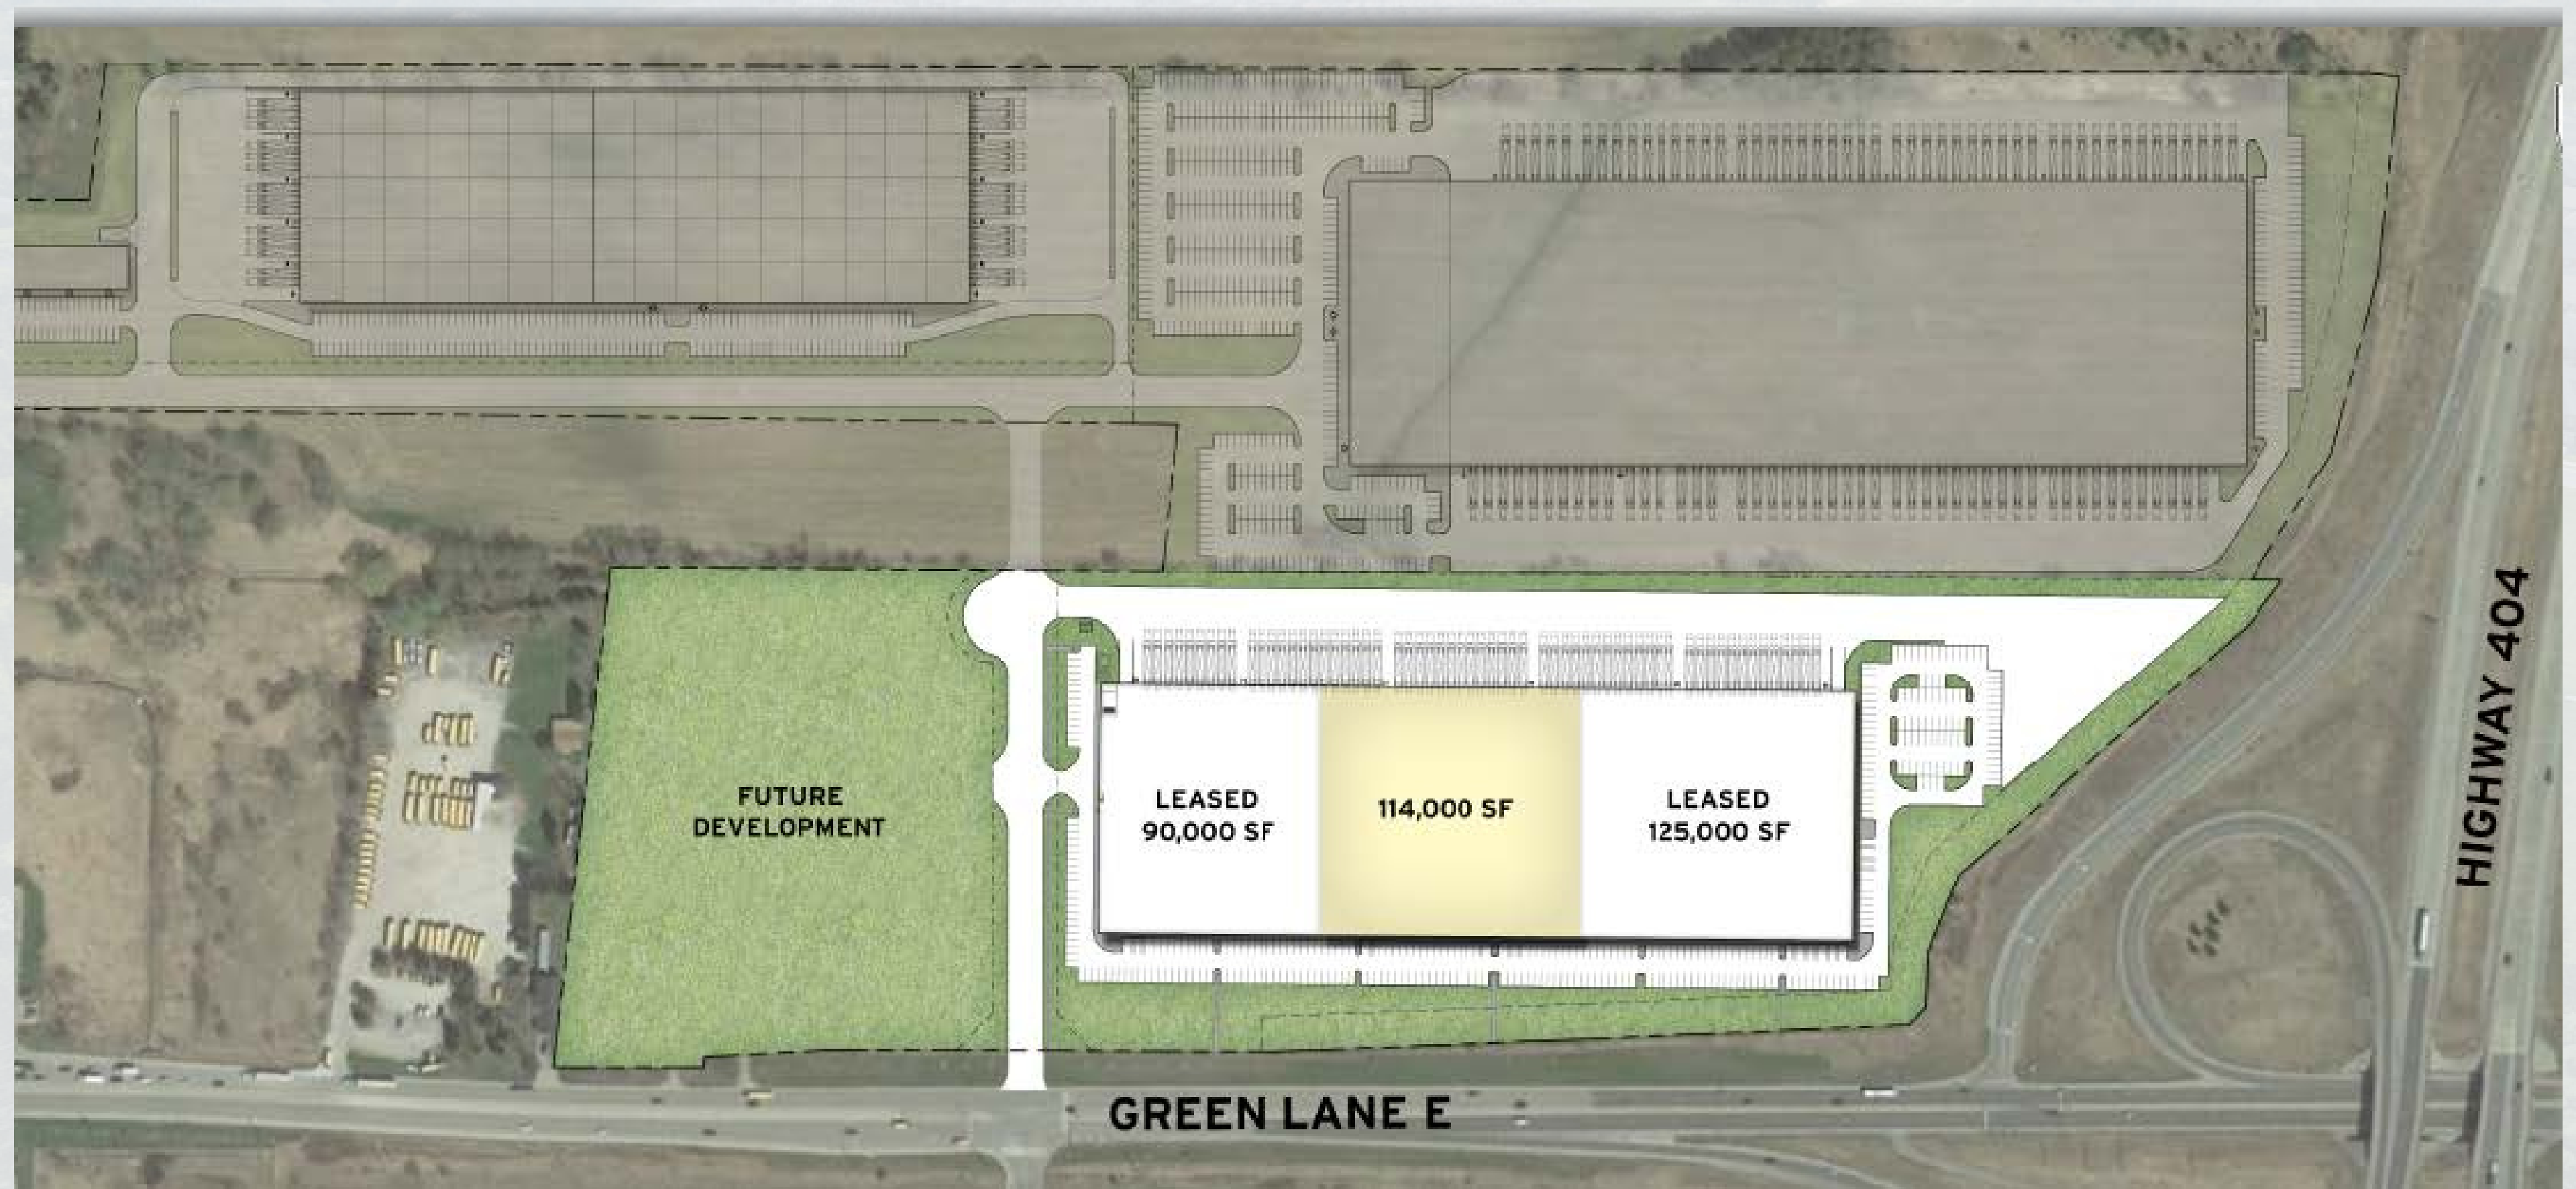 FUTURE
DEVELOPMENT
LEASED
90,000 SF
114,000 SF
LEASED
125,000 SF
HIGHWAY 404
GREEN LANE E